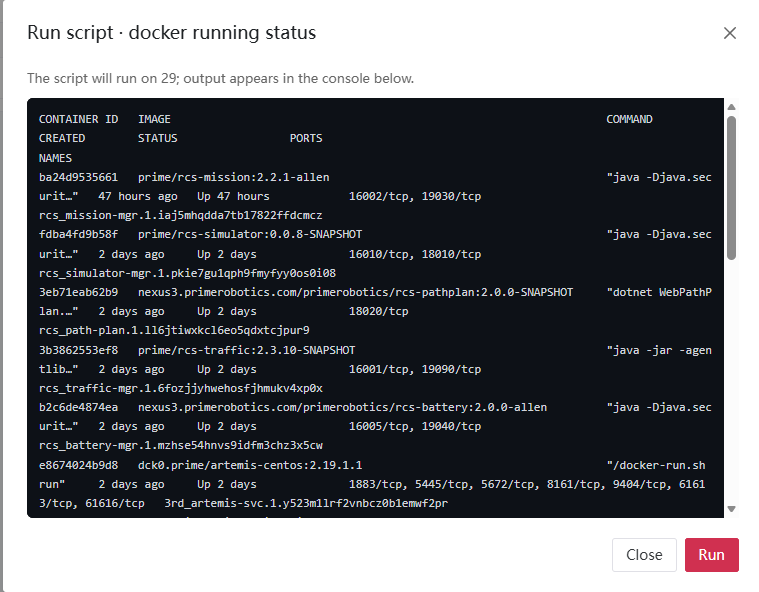 Run script · docker running status
The script will run on 29; output appears in the console below.
CONTAINER ID   IMAGE   COMMAND
CREATED   STATUS   PORTS
NAMES
ba24d9535661   prime/rcs-mission:2.2.1-allen   "java -Djava.sec
urit…"   47 hours ago   Up 47 hours   16002/tcp, 19030/tcp
rcs_mission-mgr.1.iaj5mhqdda7tb17822ffdcmcz
fdba4fd9b58f   prime/rcs-simulator:0.0.8-SNAPSHOT   "java -Djava.sec
urit…"   2 days ago   Up 2 days   16010/tcp, 18010/tcp
rcs_simulator-mgr.1.pkie7gu1qph9fmyfyy0os0i08
3eb71eab62b9   nexus3.primerobotics.com/primerobotics/rcs-pathplan:2.0.0-SNAPSHOT   "dotnet WebPathP
lan.…"   2 days ago   Up 2 days   18020/tcp
rcs_path-plan.1.ll6jtiwxkcl6eo5qdxtcjpur9
3b3862553ef8   prime/rcs-traffic:2.3.10-SNAPSHOT   "java -jar -agen
tlib…"   2 days ago   Up 2 days   16001/tcp, 19090/tcp
rcs_traffic-mgr.1.6fozjjyhwehosfjhmukv4xp0x
b2c6de4874ea   nexus3.primerobotics.com/primerobotics/rcs-battery:2.0.0-allen   "java -Djava.sec
urit…"   2 days ago   Up 2 days   16005/tcp, 19040/tcp
rcs_battery-mgr.1.mzhse54hnvs9idfm3chz3x5cw
e8674024b9d8   dck0.prime/artemis-centos:2.19.1.1   "/docker-run.sh
run"   2 days ago   Up 2 days   1883/tcp, 5445/tcp, 5672/tcp, 8161/tcp, 9404/tcp, 6161
3/tcp, 61616/tcp   3rd_artemis-svc.1.y523m1lrf2vnbcz0b1emwf2pr
Close   Run